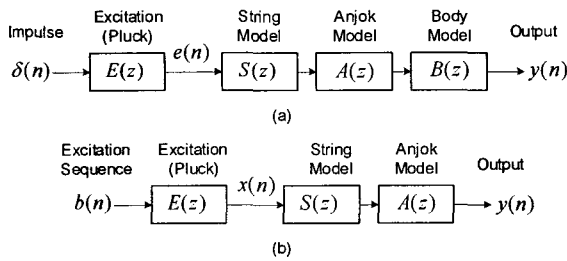 Impulse
Excitation (Pluck)
String Model
Anjok Model
Body Model
Output
δ(n) E(z) e(n) S(z) A(z) B(z) y(n)
(a)
Excitation Sequence
Excitation (Pluck)
String Model
Anjok Model
Output
b(n) E(z) x(n) S(z) A(z) y(n)
(b)